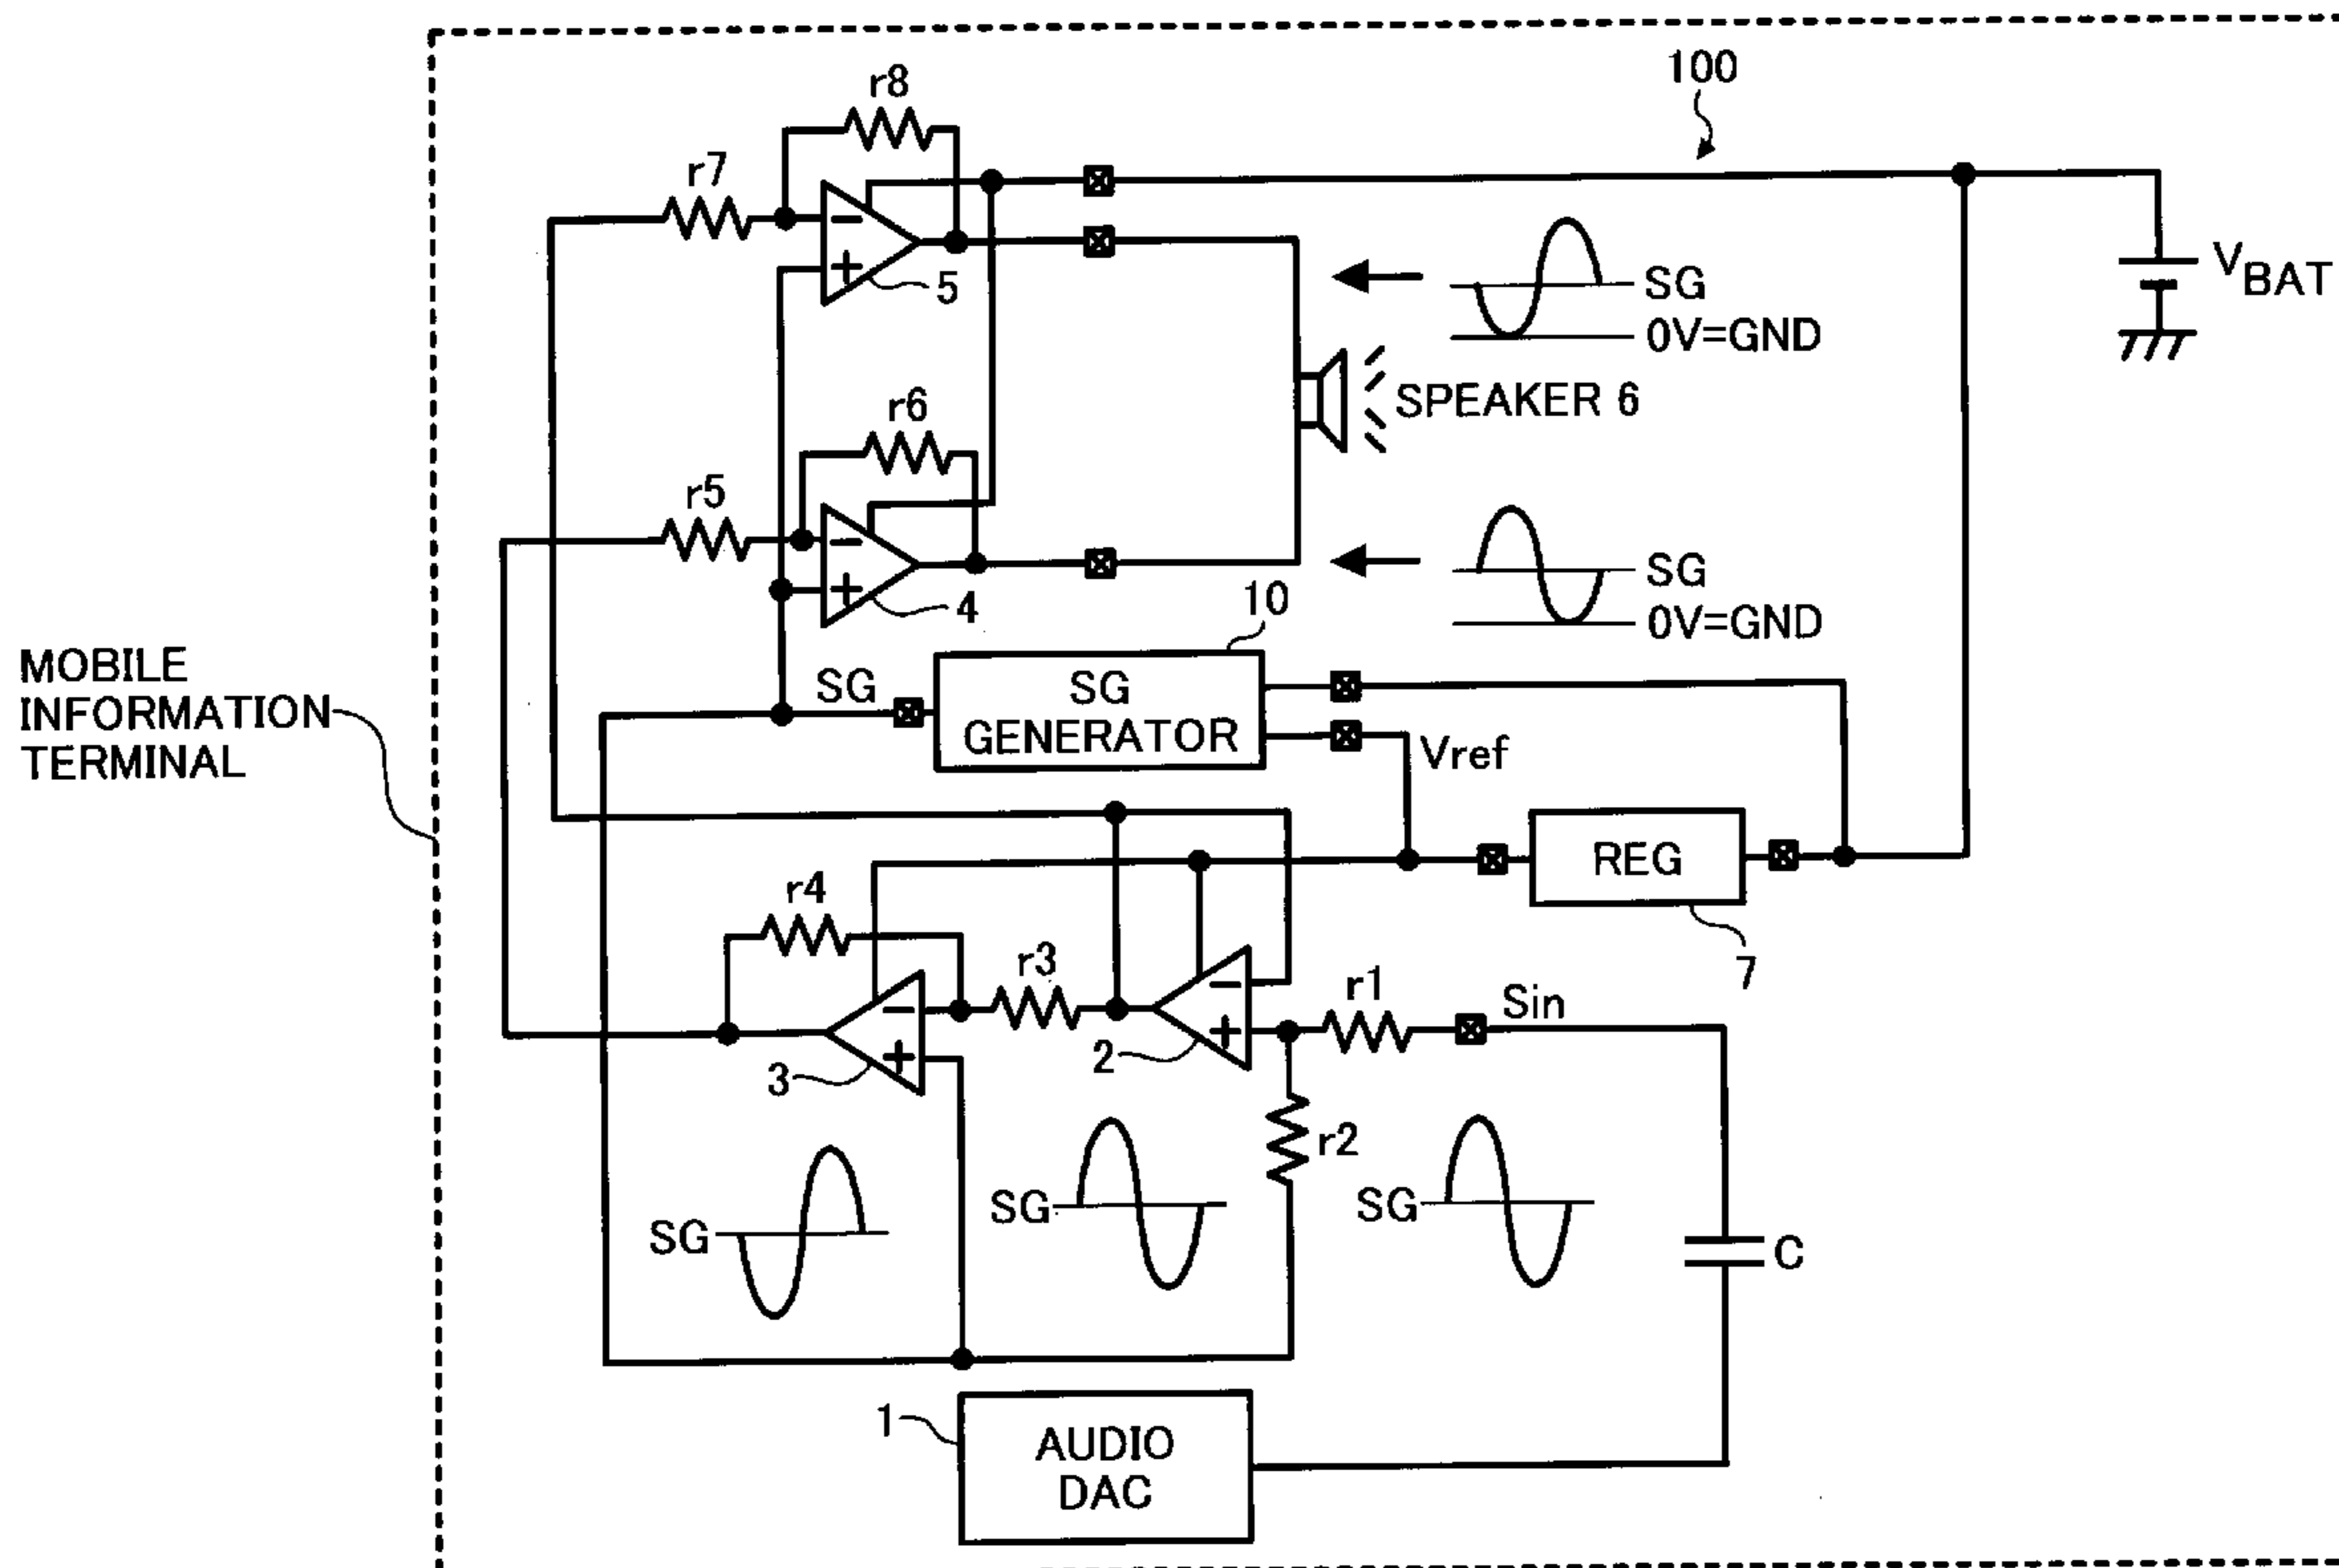 100
r8
r7
5
SG
0V=GND
VBAT
SPEAKER 6
r6
r5
4
SG
0V=GND
10
MOBILE
INFORMATION
TERMINAL
SG
SG
GENERATOR
Vref
REG
7
r4
r3
r1
Sin
2
3
r2
SG
SG
SG
C
1
AUDIO
DAC